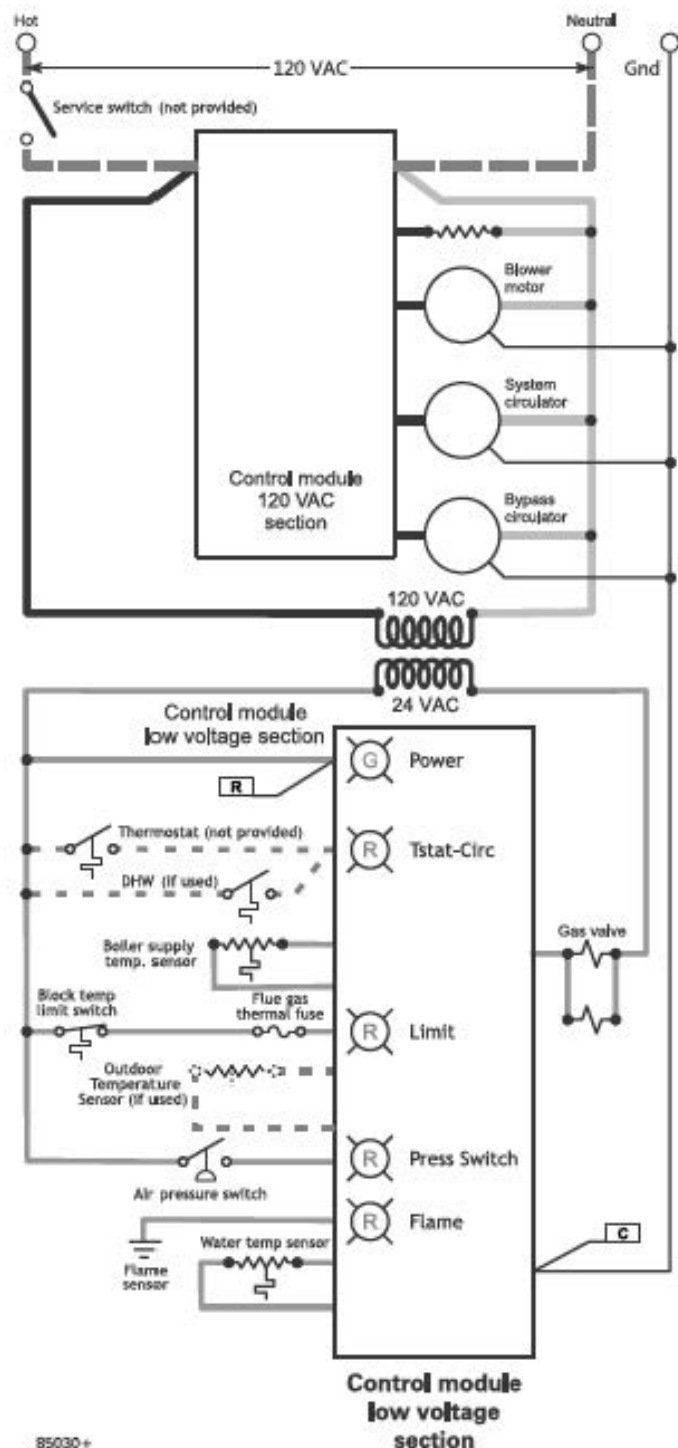 Hot
Neutral
120 VAC
Gnd
Service switch (not provided)
Blower
motor
System
circulator
Control module
120 VAC
section
Bypass
circulator
120 VAC
24 VAC
Control module
low voltage section
G
Power
R
Thermostat (not provided)
R
Tstat-Circ
DHW (if used)
Boiler supply
temp. sensor
Gas valve
Block temp
limit switch
Flue gas
thermal fuse
R
Limit
Outdoor
Temperature
Sensor (if used)
R
Press Switch
Air pressure switch
R
Flame
C
Water temp sensor
Flame
sensor
Control module
low voltage
section
85030+